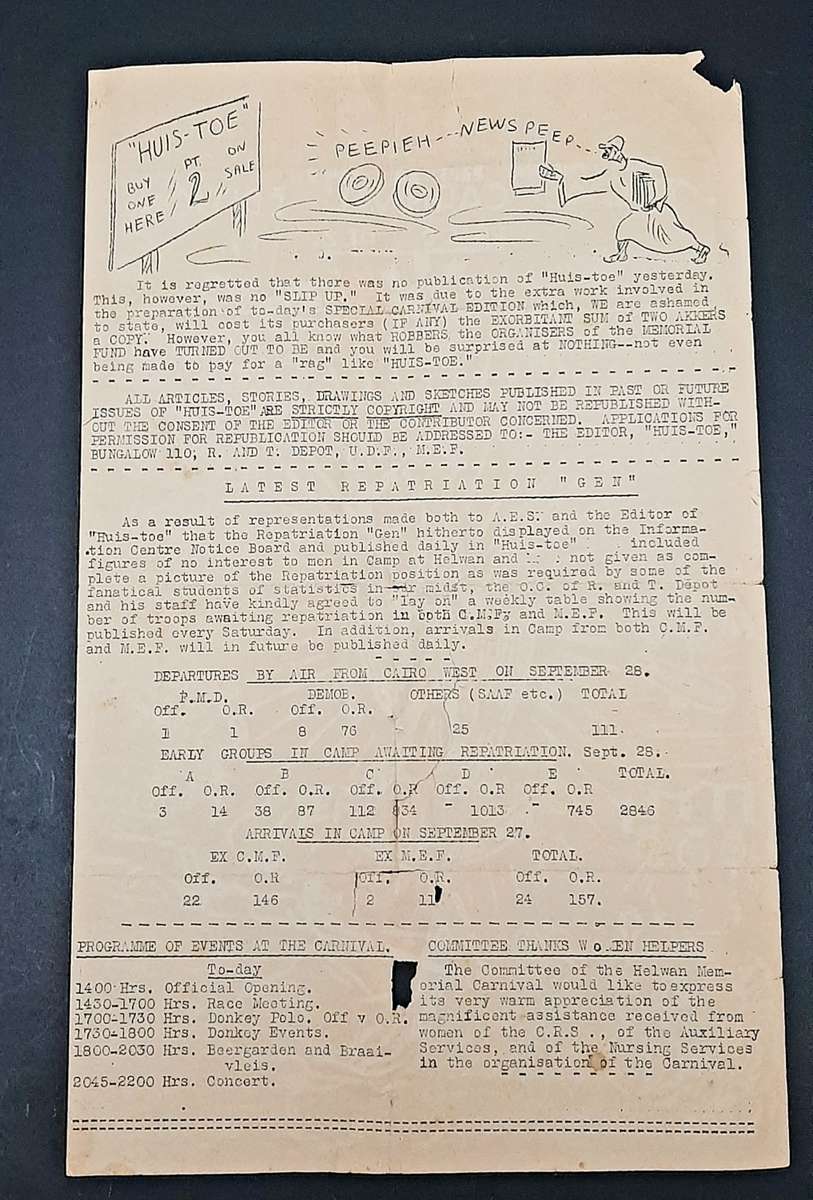 "HUIS-TOE"
BUY ONE HERE
PT. 2
ON SALE
PEEPIEH---NEWSPEEP---
It is regretted that there was no publication of "Huis-toe" yesterday.
This, however, was no "SLIP UP." It was due to the extra work involved in
the preparation of to-day's SPECIAL CARNIVAL EDITION which, WE are ashamed
to state, will cost its purchasers (IF ANY) the EXORBITANT SUM of TWO AKKERS
a COPY. However, you all know what ROBBERS the ORGANISERS of the MEMORIAL
FUND have TURNED OUT TO BE and you will be surprised at NOTHING--not even
being made to pay for a "rag" like "HUIS-TOE."
ALL ARTICLES, STORIES, DRAWINGS AND SKETCHES PUBLISHED IN PAST OR FUTURE
ISSUES OF "HUIS-TOE" ARE STRICTLY COPYRIGHT AND MAY NOT BE REPUBLISHED WITH-
OUT THE CONSENT OF THE EDITOR OR THE CONTRIBUTOR CONCERNED. APPLICATIONS FOR
PERMISSION FOR REPUBLICATION SHOULD BE ADDRESSED TO:- THE EDITOR, "HUIS-TOE,"
BUNGALOW 110, R. AND T. DEPOT, U.D.F., M.E.F.
LATEST REPATRIATION "GEN"
As a result of representations made both to A.E.S. and the Editor of
"Huis-toe" that the Repatriation "Gen" hitherto displayed on the Informa-
tion Centre Notice Board and published daily in "Huis-toe" included
figures of no interest to men in Camp at Helwan and not given as com-
plete a picture of the Repatriation position as was required by some of the
fanatical students of statistics in our midst, the O.C. of R. and T. Depot
and his staff have kindly agreed to "lay on" a weekly table showing the num-
ber of troops awaiting repatriation in both C.M.F. and M.E.F. This will be
published every Saturday. In addition, arrivals in Camp from both C.M.F.
and M.E.F. will in future be published daily.
DEPARTURES BY AIR FROM CAIRO WEST ON SEPTEMBER 28.
P.M.D. DEMOB. OTHERS (SAAF etc.) TOTAL
Off. O.R. Off. O.R.
1 1 8 76 25 111
EARLY GROUPS IN CAMP AWAITING REPATRIATION. Sept. 28.
A B C D E TOTAL.
Off. O.R. Off. O.R. Off. O.R Off. O.R Off. O.R
3 14 38 87 112 834 - 1013 - 745 2846
ARRIVALS IN CAMP ON SEPTEMBER 27.
EX C.M.F. EX M.E.F. TOTAL.
Off. O.R Off. O.R. Off. O.R.
22 146 2 11 24 157.
PROGRAMME OF EVENTS AT THE CARNIVAL.
To-day
1400 Hrs. Official Opening.
1430-1700 Hrs. Race Meeting.
1700-1730 Hrs. Donkey Polo. Off v O.R.
1730-1800 Hrs. Donkey Events.
1800-2030 Hrs. Beergarden and Braai-
vleis.
2045-2200 Hrs. Concert.
COMMITTEE THANKS WOMEN HELPERS
The Committee of the Helwan Mem-
orial Carnival would like to express
its very warm appreciation of the
magnificent assistance received from
women of the C.R.S., of the Auxiliary
Services, and of the Nursing Services
in the organisation of the Carnival.